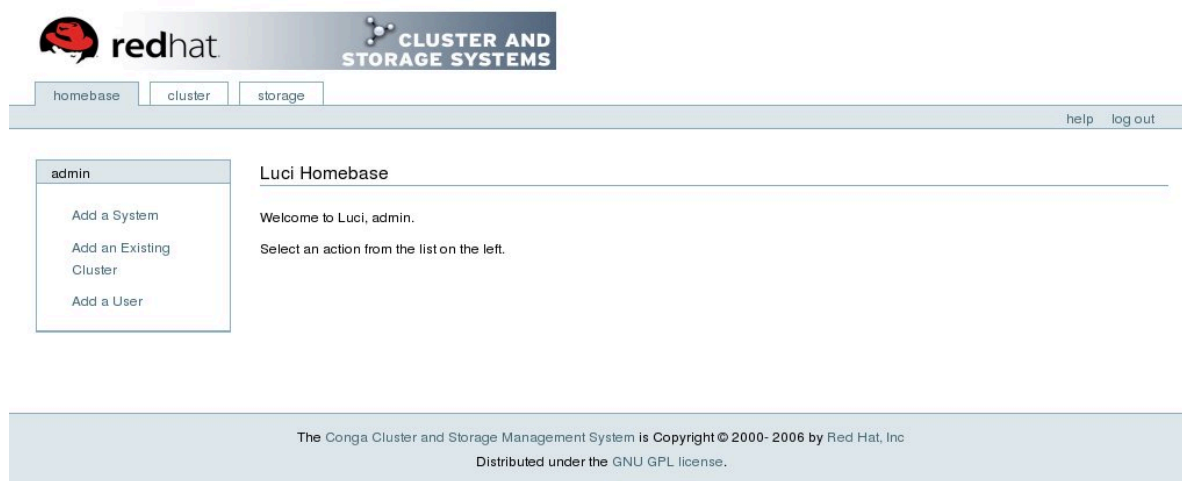 redhat.
CLUSTER AND
STORAGE SYSTEMS
homebase
cluster
storage
help
log out
admin
Add a System
Add an Existing
Cluster
Add a User
Luci Homebase
Welcome to Luci, admin.
Select an action from the list on the left.
The Conga Cluster and Storage Management System is Copyright © 2000- 2006 by Red Hat, Inc
Distributed under the GNU GPL license.